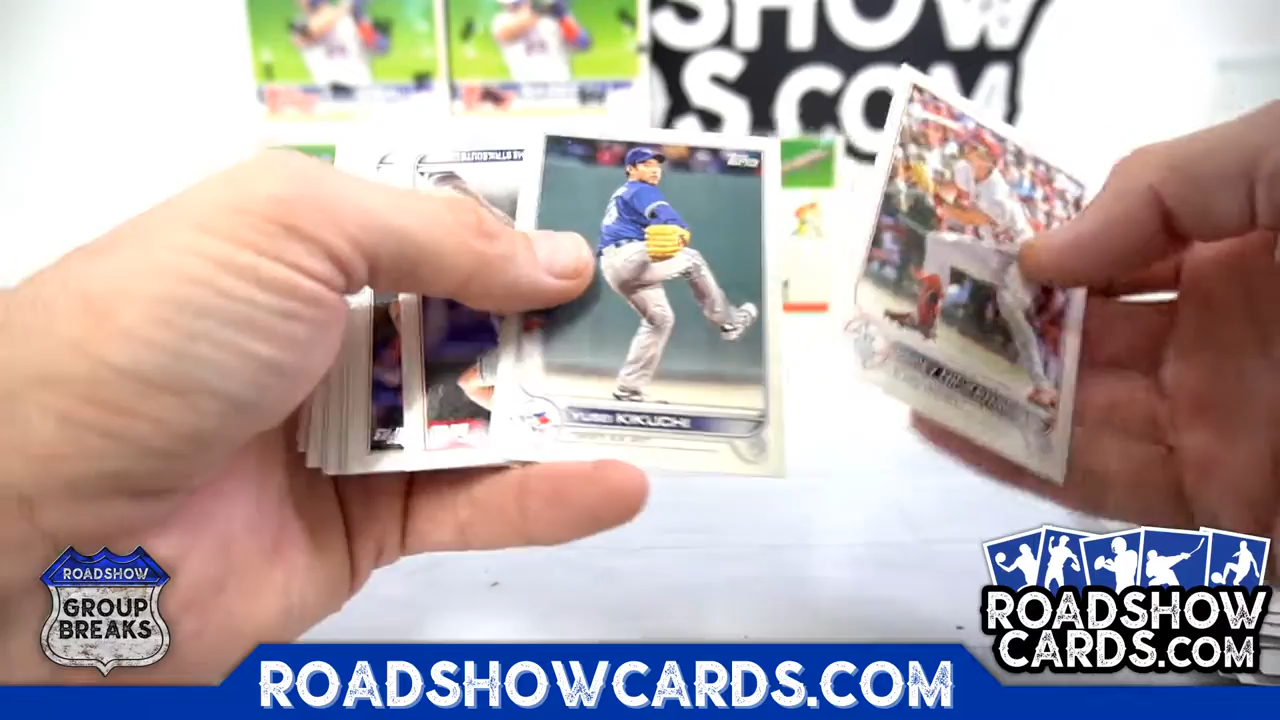 SHOW
S.COM
Topps
YUSEI KIKUCHI
ROADSHOW
GROUP
BREAKS
ROADSHOW
CARDS.COM
ROADSHOWCARDS.COM